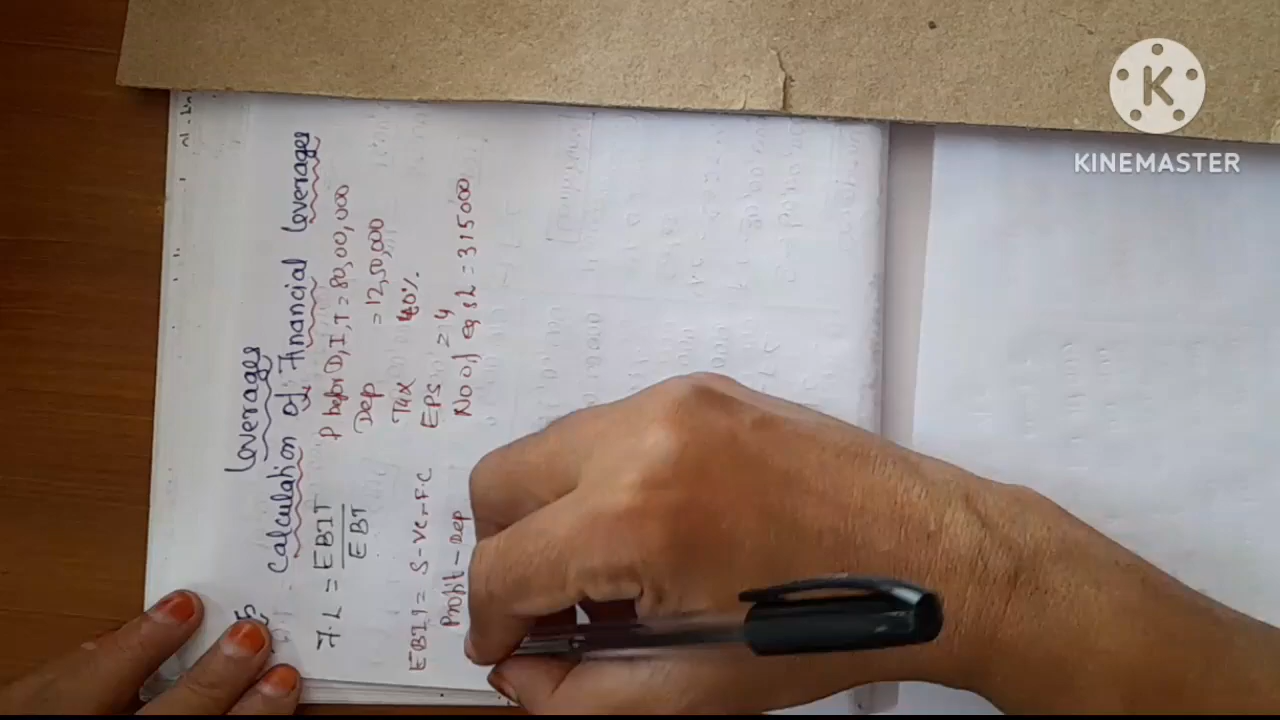 Leverages
Calculation of Financial leverages
F.L = EBIT
EBT
P befor D, I, T = 80,00,000
Dep = 12,50,000
Tax 40%
EPS = 4
No of eq sh = 315000
EBIT = S-VC-F.C
Profit - Dep
K
KINEMASTER